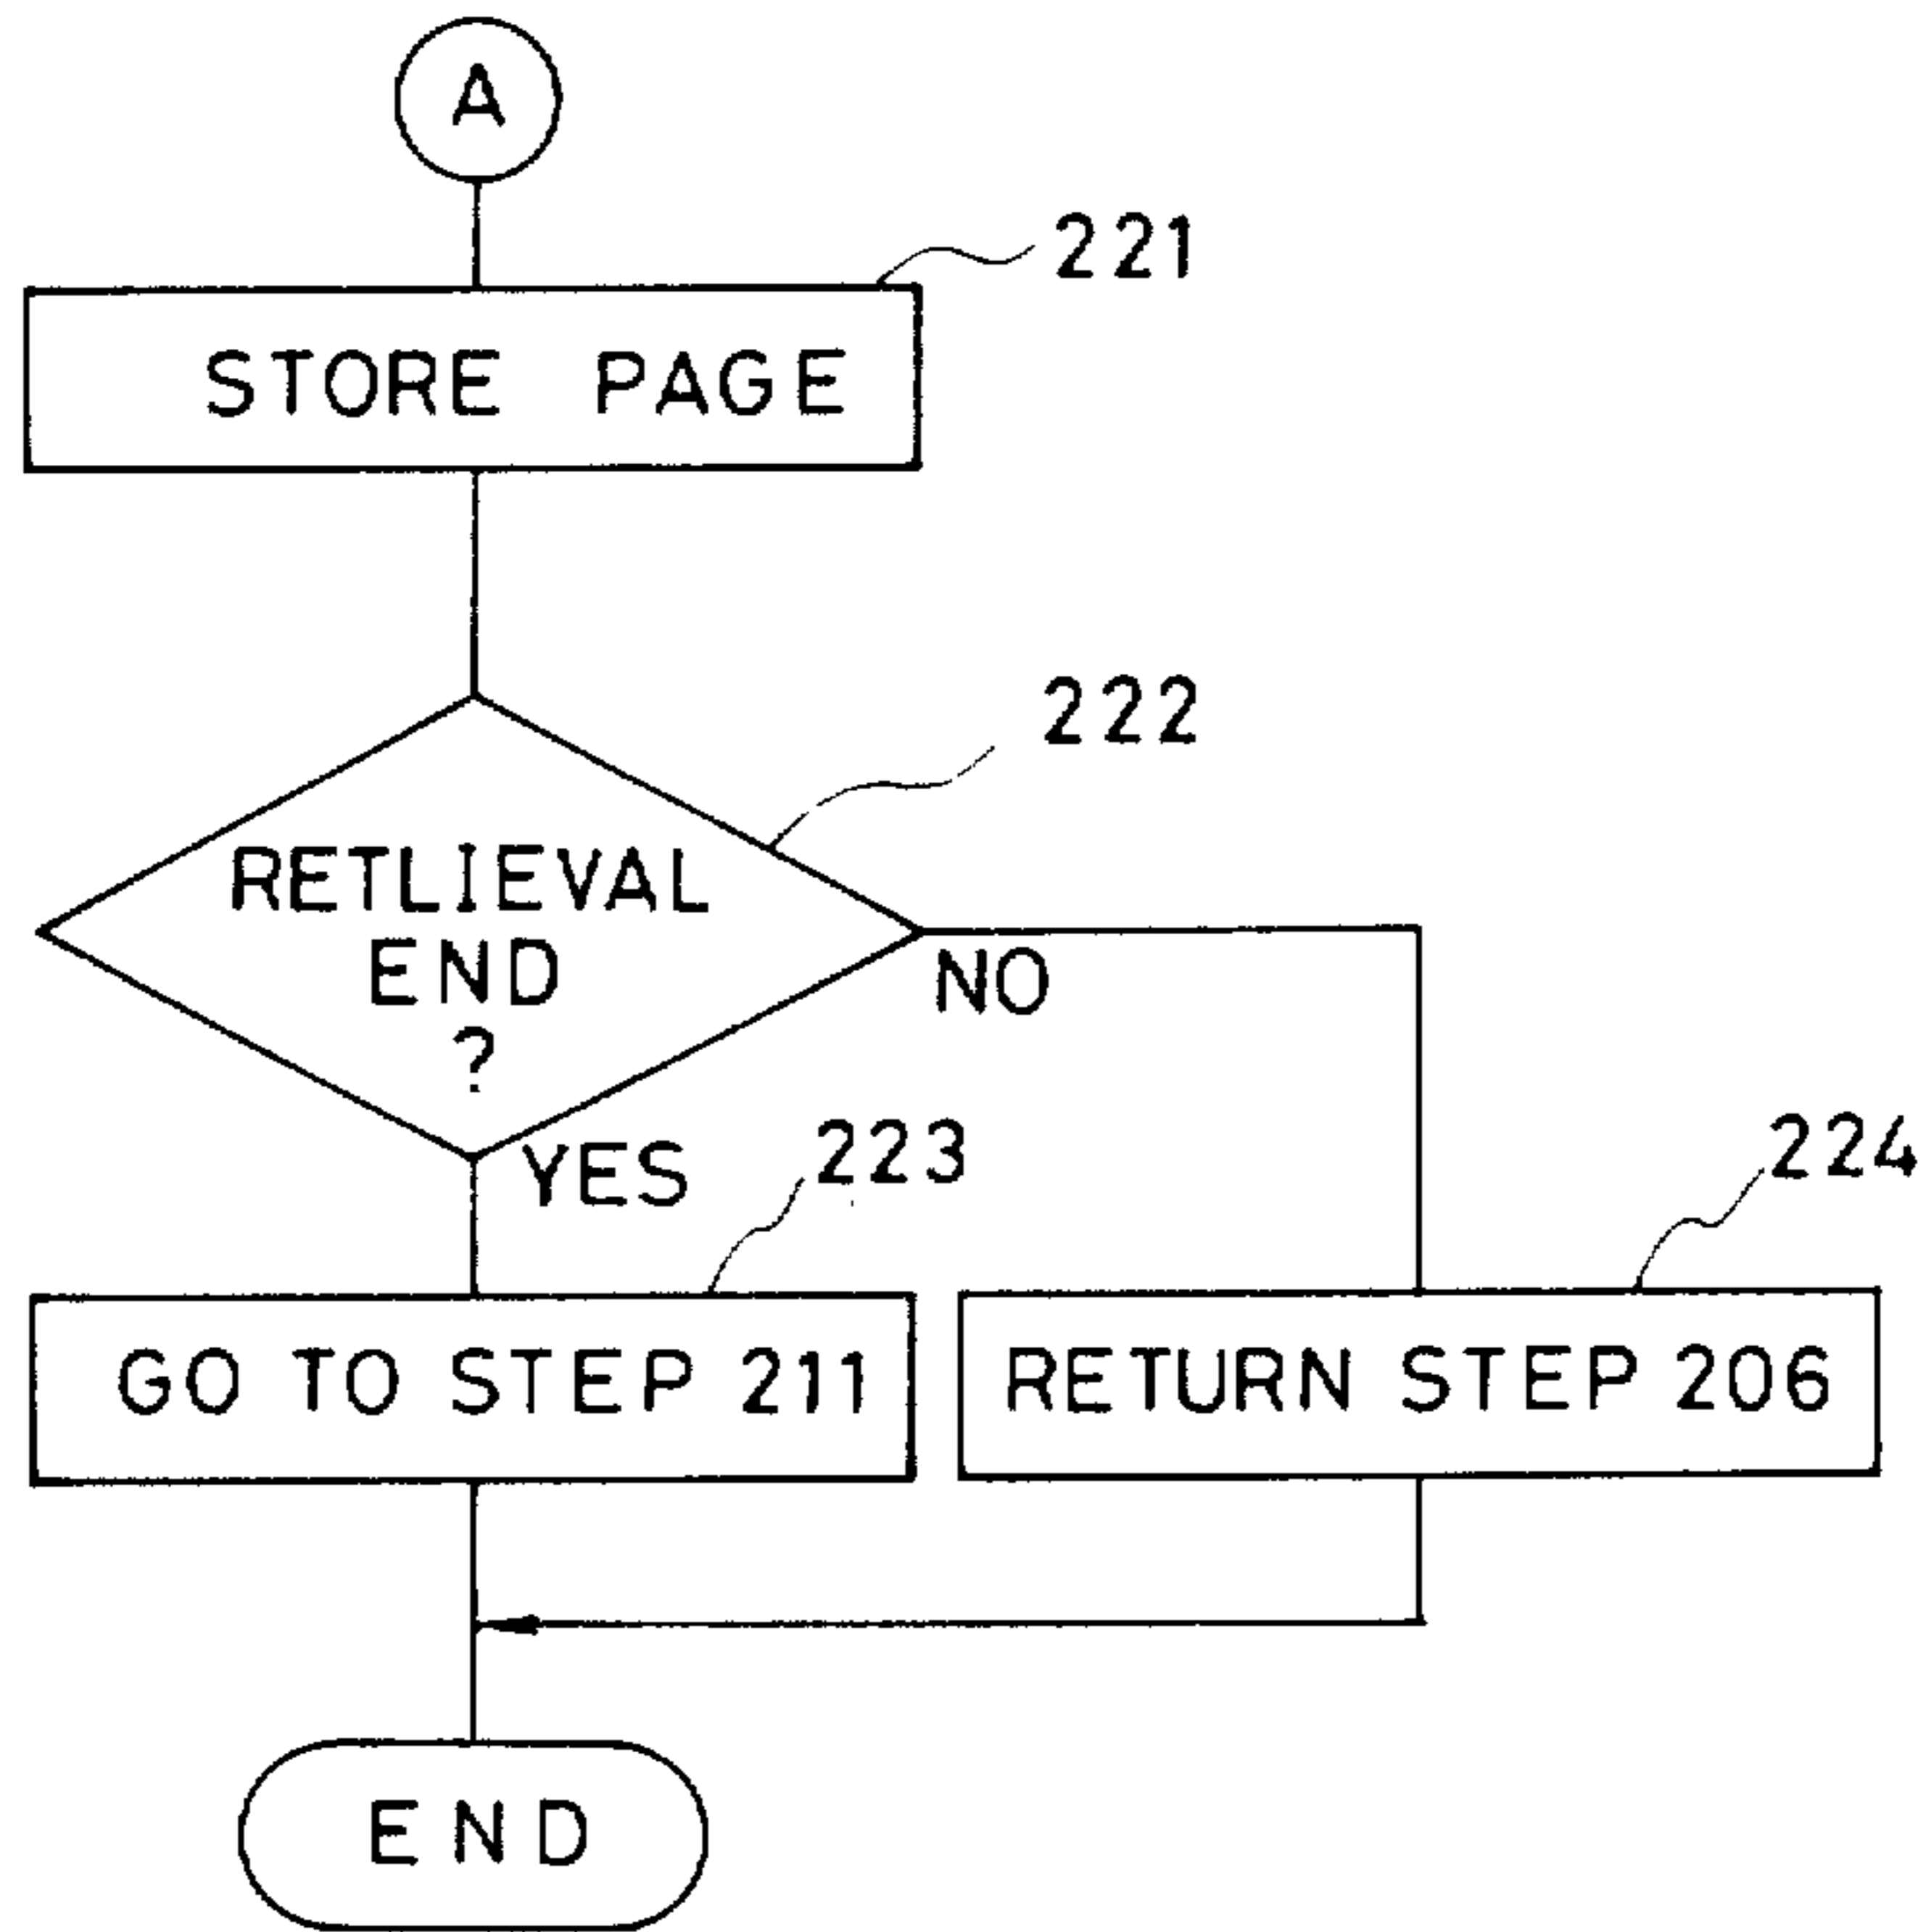 A
221
STORE PAGE
222
RETLIEVAL
END
?
NO
YES
223
224
GO TO STEP 211
RETURN STEP 206
END